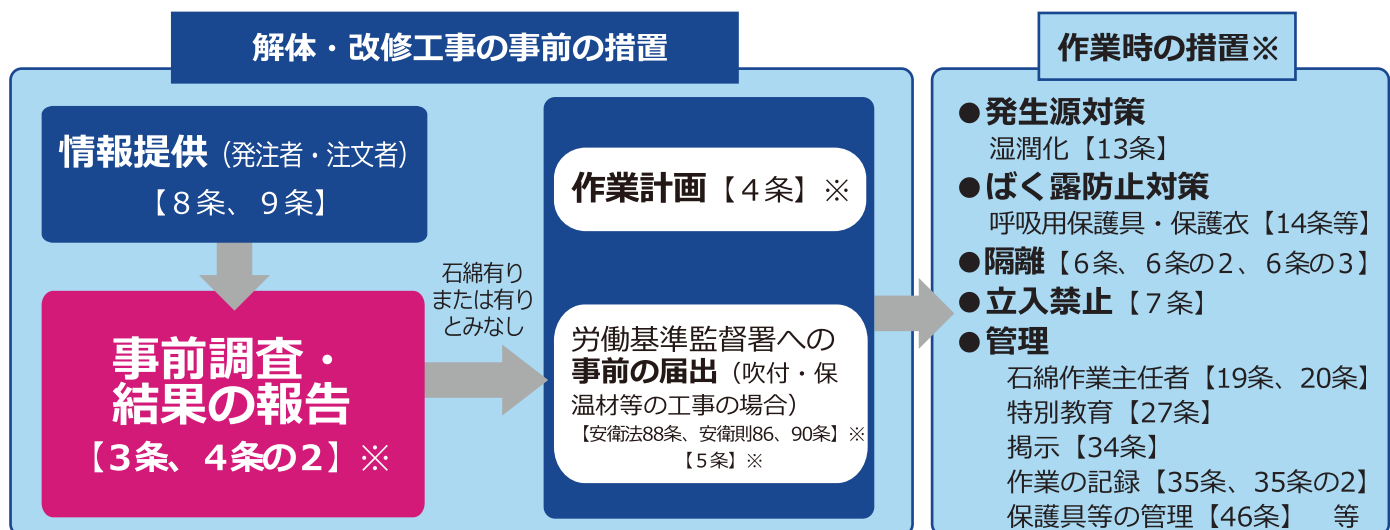 解体・改修工事の事前の措置
情報提供（発注者・注文者）
【８条、９条】
事前調査・
結果の報告
【３条、４条の２】※
石綿有り
または有り
とみなし
作業計画【４条】※
労働基準監督署への
事前の届出（吹付・保
温材等の工事の場合）
【安衛法88条、安衛則86、90条】※
【５条】※
作業時の措置※
●発生源対策
湿潤化【13条】
●ばく露防止対策
呼吸用保護具・保護衣【14条等】
●隔離【６条、６条の２、６条の３】
●立入禁止【７条】
●管理
石綿作業主任者【19条、20条】
特別教育【27条】
掲示【34条】
作業の記録【35条、35条の2】
保護具等の管理【46条】　等